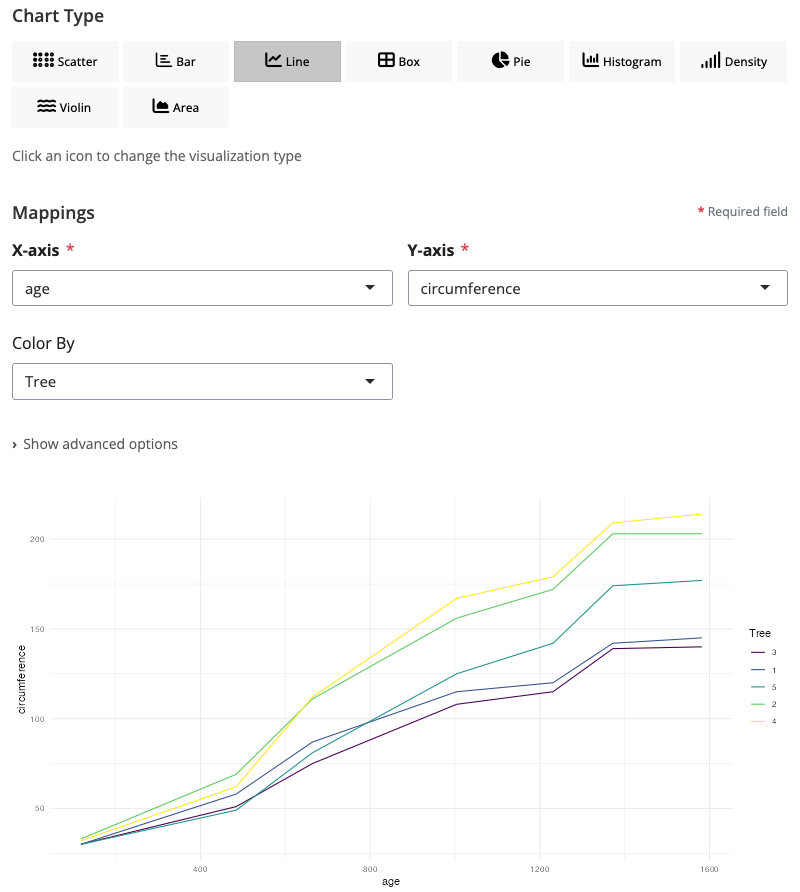 Chart Type
Scatter Bar Line Box Pie Histogram Density
Violin Area
Click an icon to change the visualization type
Mappings * Required field
X-axis * Y-axis *
age circumference
Color By
Tree
› Show advanced options
200
150
100
50
circumference
400 800 1200 1600
age
Tree
3
1
5
2
4